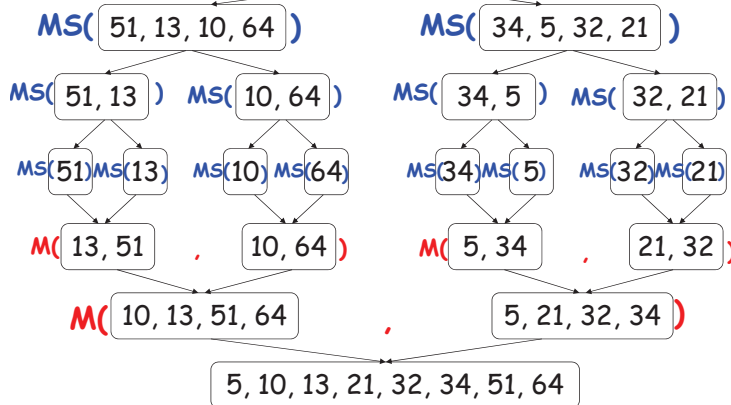 MS( 51, 13, 10, 64 ) MS( 34, 5, 32, 21 )
MS( 51, 13 ) MS( 10, 64 ) MS( 34, 5 ) MS( 32, 21 )
MS(51) MS(13) MS(10) MS(64) MS(34) MS(5) MS(32) MS(21)
M( 13, 51 , 10, 64 ) M( 5, 34 , 21, 32 )
M( 10, 13, 51, 64 , 5, 21, 32, 34 )
5, 10, 13, 21, 32, 34, 51, 64